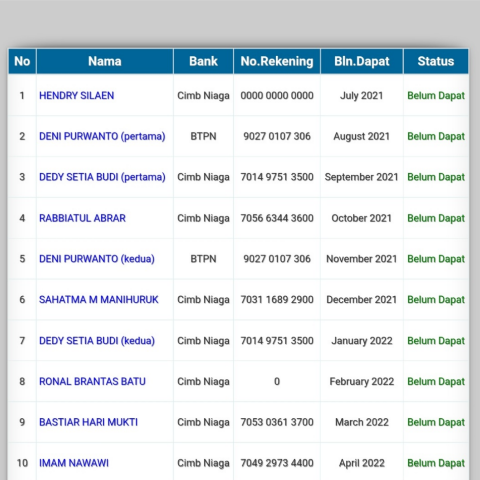 No Nama Bank No.Rekening Bln.Dapat Status
1 HENDRY SILAEN Cimb Niaga 0000 0000 0000 July 2021 Belum Dapat
2 DENI PURWANTO (pertama) BTPN 9027 0107 306 August 2021 Belum Dapat
3 DEDY SETIA BUDI (pertama) Cimb Niaga 7014 9751 3500 September 2021 Belum Dapat
4 RABBIATUL ABRAR Cimb Niaga 7056 6344 3600 October 2021 Belum Dapat
5 DENI PURWANTO (kedua) BTPN 9027 0107 306 November 2021 Belum Dapat
6 SAHATMA M MANIHURUK Cimb Niaga 7031 1689 2900 December 2021 Belum Dapat
7 DEDY SETIA BUDI (kedua) Cimb Niaga 7014 9751 3500 January 2022 Belum Dapat
8 RONAL BRANTAS BATU Cimb Niaga 0 February 2022 Belum Dapat
9 BASTIAR HARI MUKTI Cimb Niaga 7053 0361 3700 March 2022 Belum Dapat
10 IMAM NAWAWI Cimb Niaga 7049 2973 4400 April 2022 Belum Dapat